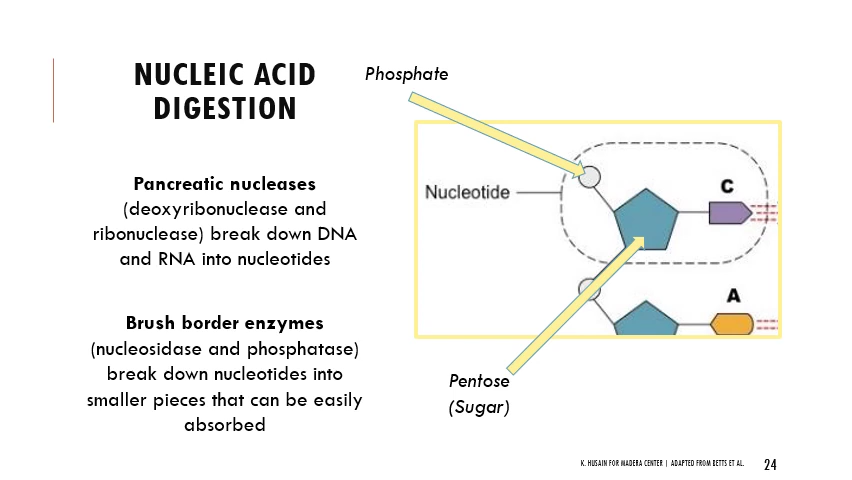 NUCLEIC ACID
DIGESTION
Pancreatic nucleases
(deoxyribonuclease and
ribonuclease) break down DNA
and RNA into nucleotides
Brush border enzymes
(nucleosidase and phosphatase)
break down nucleotides into
smaller pieces that can be easily
absorbed
Phosphate
Nucleotide
C
A
Pentose
(Sugar)
K. HUSAIN FOR MADERA CENTER | ADAPTED FROM BETTS ET AL.
24